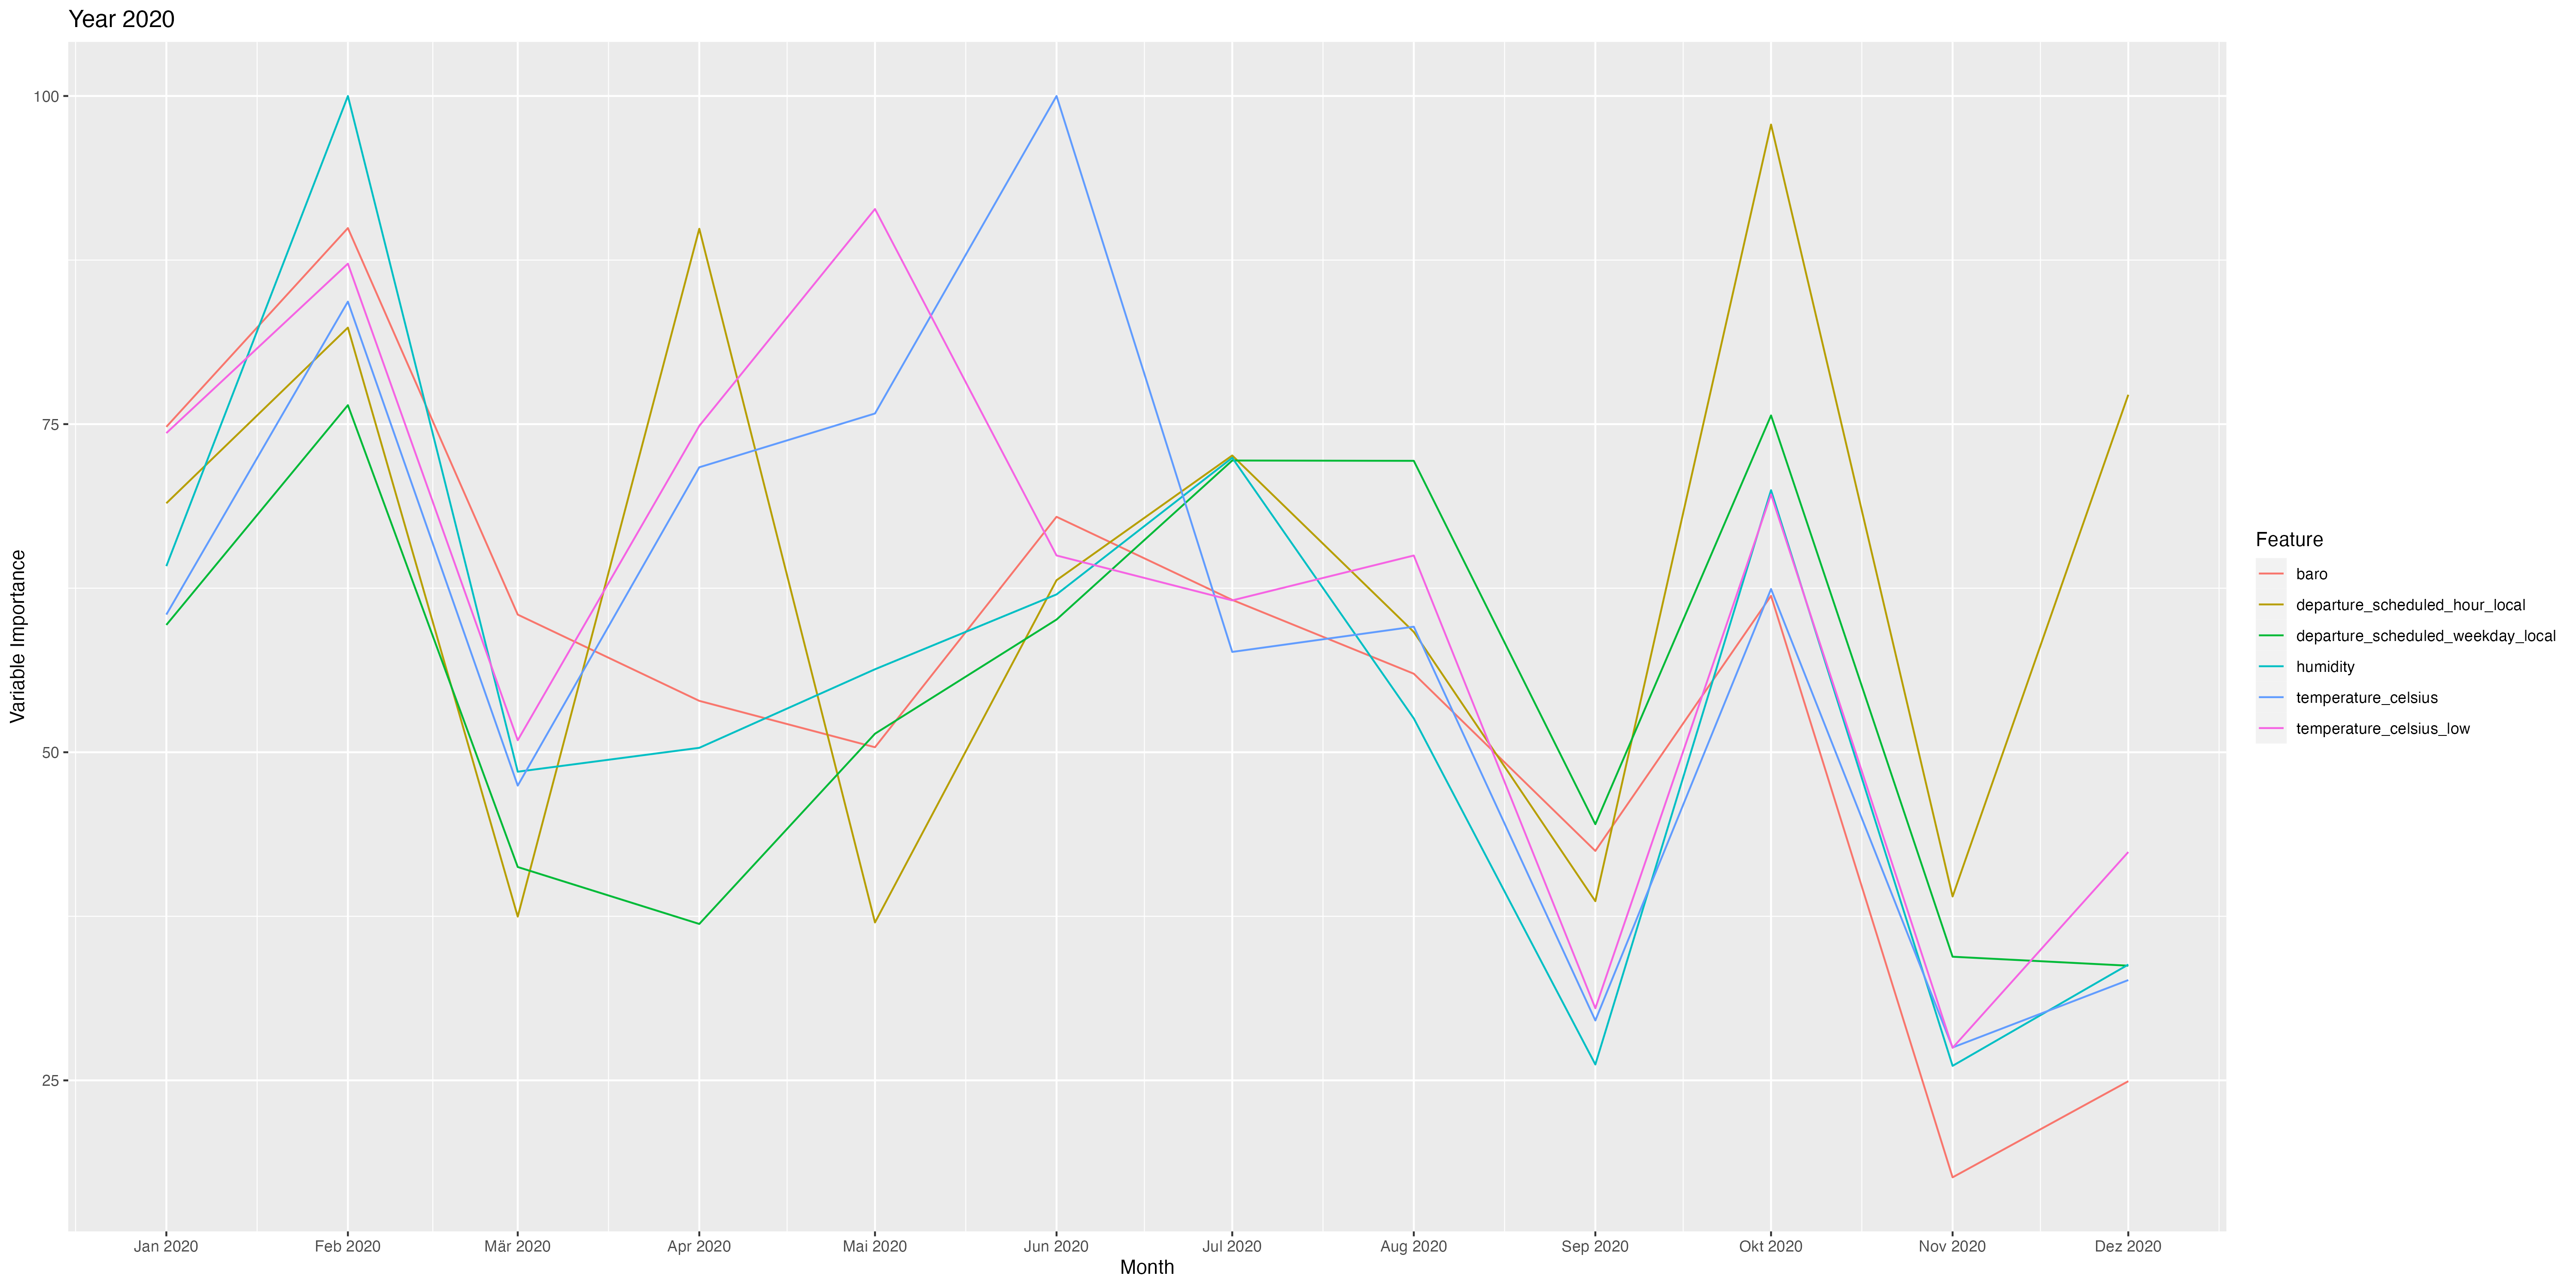 Year 2020
Variable Importance
100
75
50
25
Jan 2020 Feb 2020 Mär 2020 Apr 2020 Mai 2020 Jun 2020 Jul 2020 Aug 2020 Sep 2020 Okt 2020 Nov 2020 Dez 2020
Month
Feature
baro
departure_scheduled_hour_local
departure_scheduled_weekday_local
humidity
temperature_celsius
temperature_celsius_low